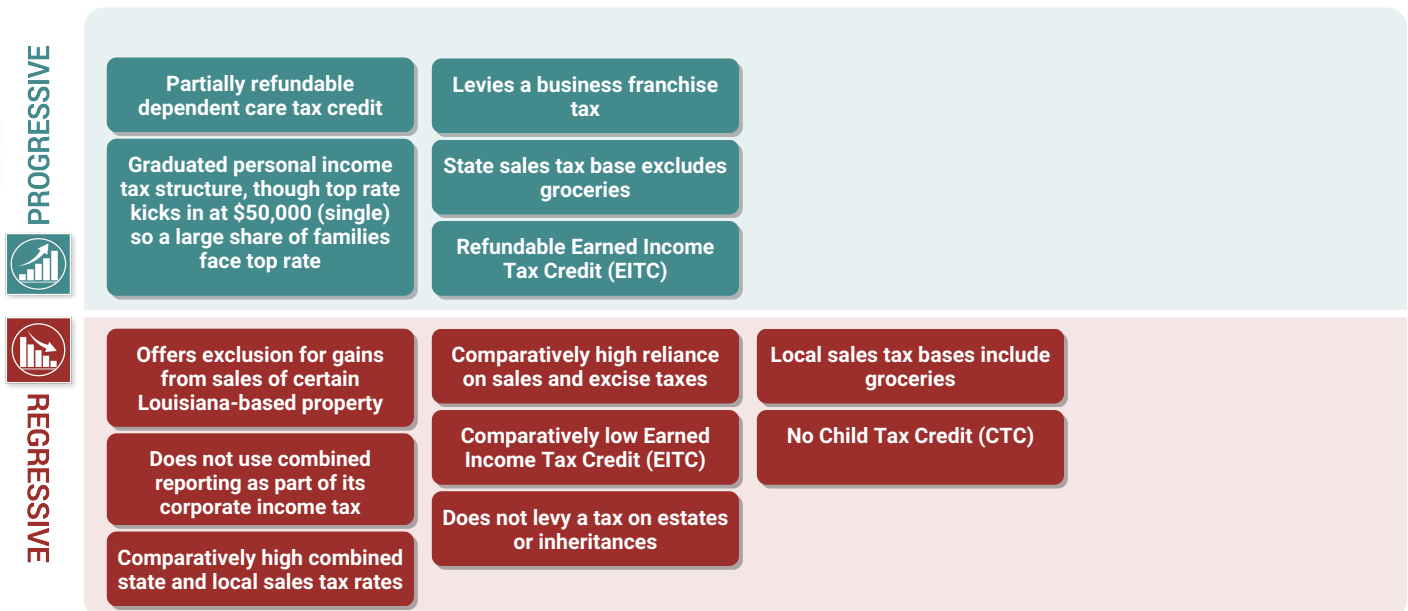 PROGRESSIVE
Partially refundable
dependent care tax credit
Graduated personal income
tax structure, though top rate
kicks in at $50,000 (single)
so a large share of families
face top rate
Levies a business franchise
tax
State sales tax base excludes
groceries
Refundable Earned Income
Tax Credit (EITC)
REGRESSIVE
Offers exclusion for gains
from sales of certain
Louisiana-based property
Does not use combined
reporting as part of its
corporate income tax
Comparatively high combined
state and local sales tax rates
Comparatively high reliance
on sales and excise taxes
Comparatively low Earned
Income Tax Credit (EITC)
Does not levy a tax on estates
or inheritances
Local sales tax bases include
groceries
No Child Tax Credit (CTC)